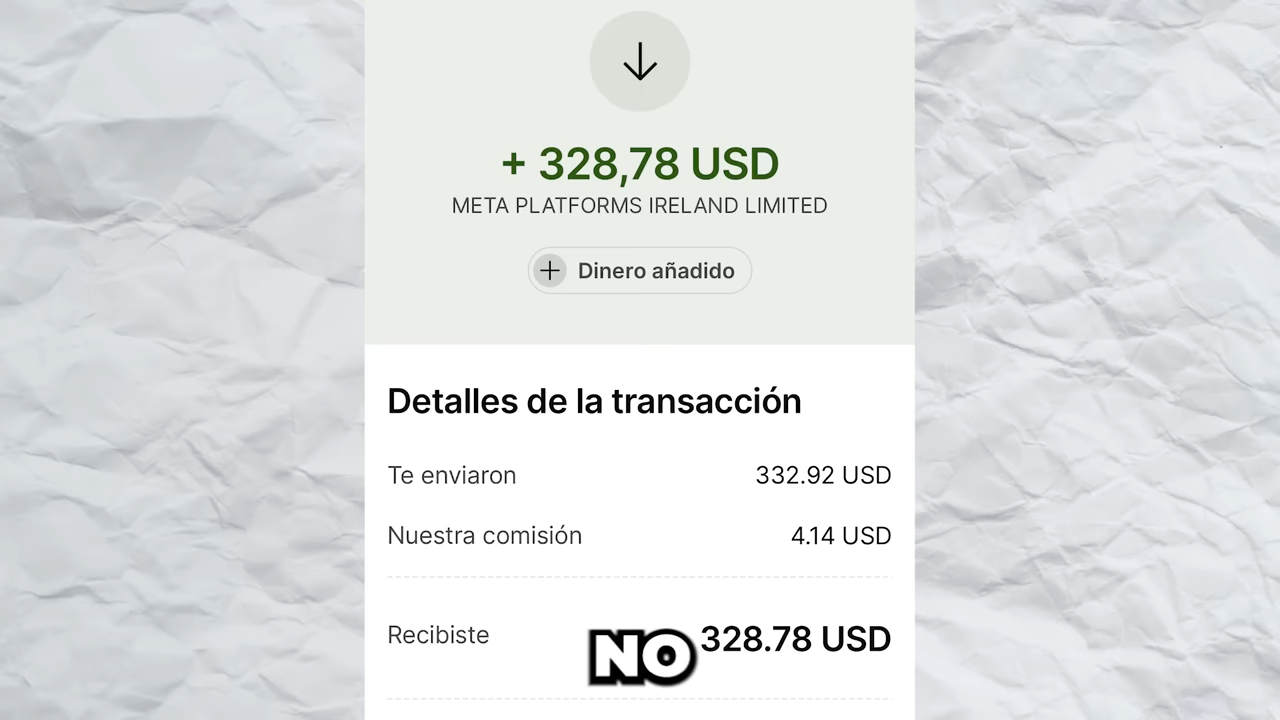 + 328,78 USD
META PLATFORMS IRELAND LIMITED
Dinero añadido
Detalles de la transacción
Te enviaron 332.92 USD
Nuestra comisión 4.14 USD
Recibiste 328.78 USD
NO